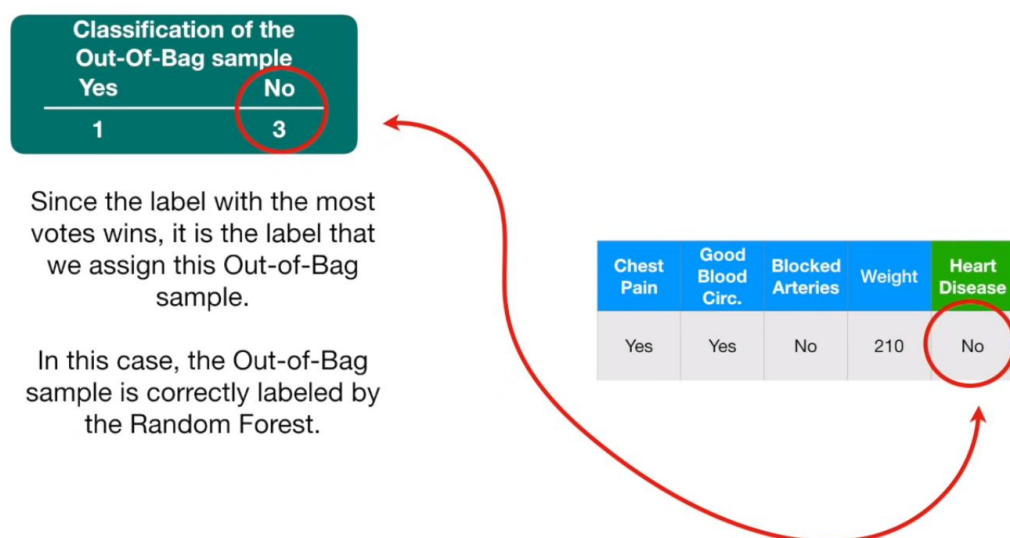 Classification of the
Out-Of-Bag sample
Yes No
1 3
Since the label with the most
votes wins, it is the label that
we assign this Out-of-Bag
sample.
In this case, the Out-of-Bag
sample is correctly labeled by
the Random Forest.
Chest Pain Good Blood Circ. Blocked Arteries Weight Heart Disease
Yes Yes No 210 No